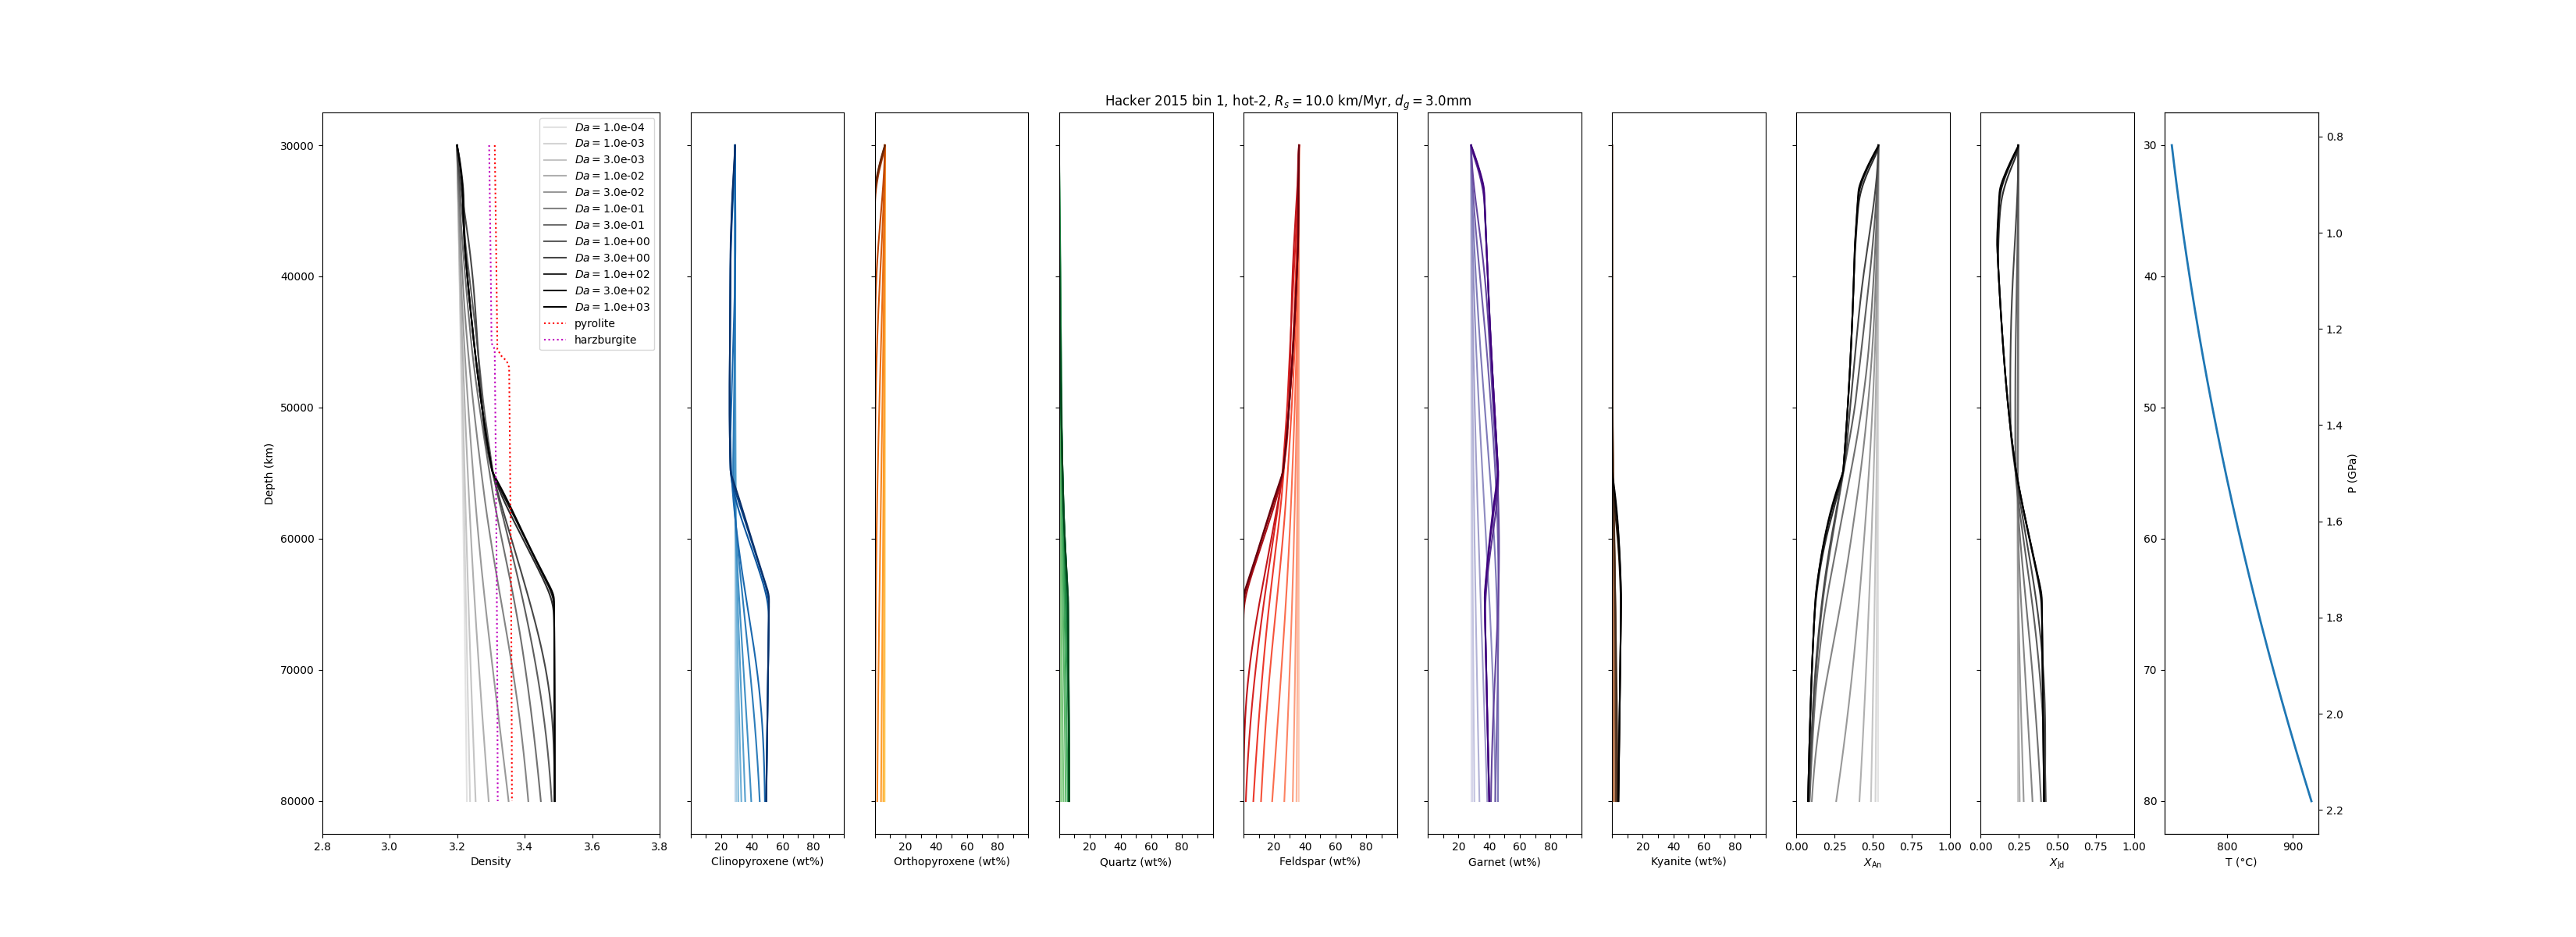 Hacker 2015 bin 1, hot-2, R_s = 10.0 km/Myr, d_g = 3.0mm
Da = 1.0e-04
Da = 1.0e-03
Da = 3.0e-03
Da = 1.0e-02
Da = 3.0e-02
Da = 1.0e-01
Da = 3.0e-01
Da = 1.0e+00
Da = 3.0e+00
Da = 1.0e+02
Da = 3.0e+02
Da = 1.0e+03
pyrolite
harzburgite
Depth (km)
30000
40000
50000
60000
70000
80000
2.8 3.0 3.2 3.4 3.6 3.8
Density
20 40 60 80
Clinopyroxene (wt%)
20 40 60 80
Orthopyroxene (wt%)
20 40 60 80
Quartz (wt%)
20 40 60 80
Feldspar (wt%)
20 40 60 80
Garnet (wt%)
20 40 60 80
Kyanite (wt%)
0.00 0.25 0.50 0.75 1.00
X_An
0.00 0.25 0.50 0.75 1.00
X_Jd
30
40
50
60
70
80
800 900
T (°C)
0.8
1.0
1.2
1.4
1.6
1.8
2.0
2.2
P (GPa)